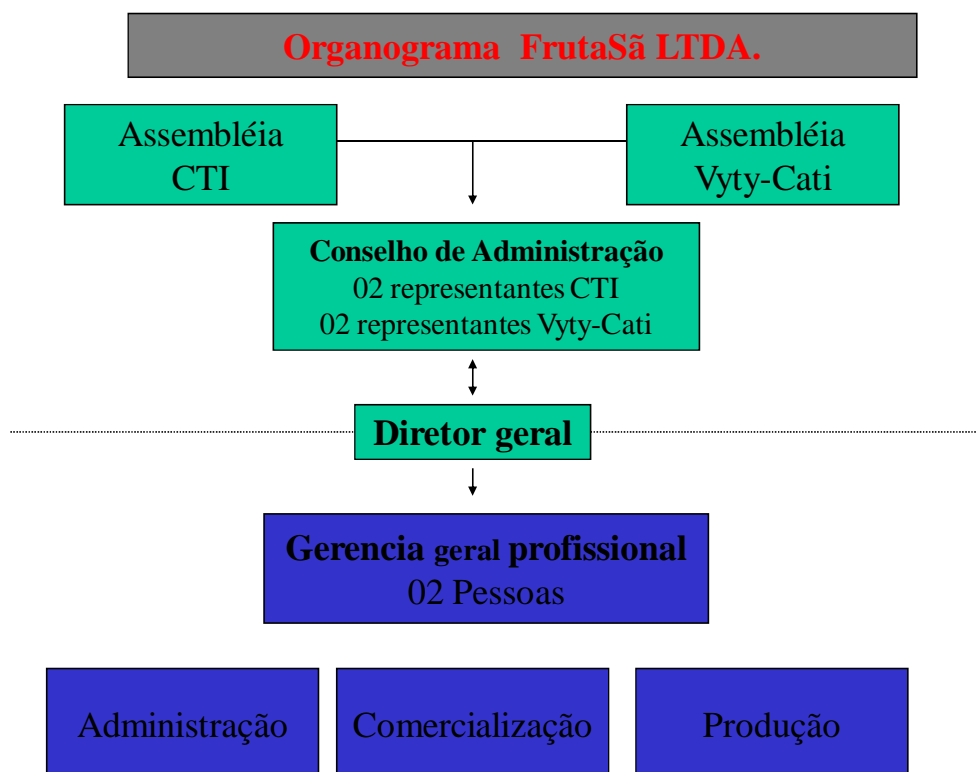 Organograma FrutaSã LTDA.
Assembléia
CTI
Assembléia
Vyty-Cati
Conselho de Administração
02 representantes CTI
02 representantes Vyty-Cati
Diretor geral
Gerencia geral profissional
02 Pessoas
Administração
Comercialização
Produção